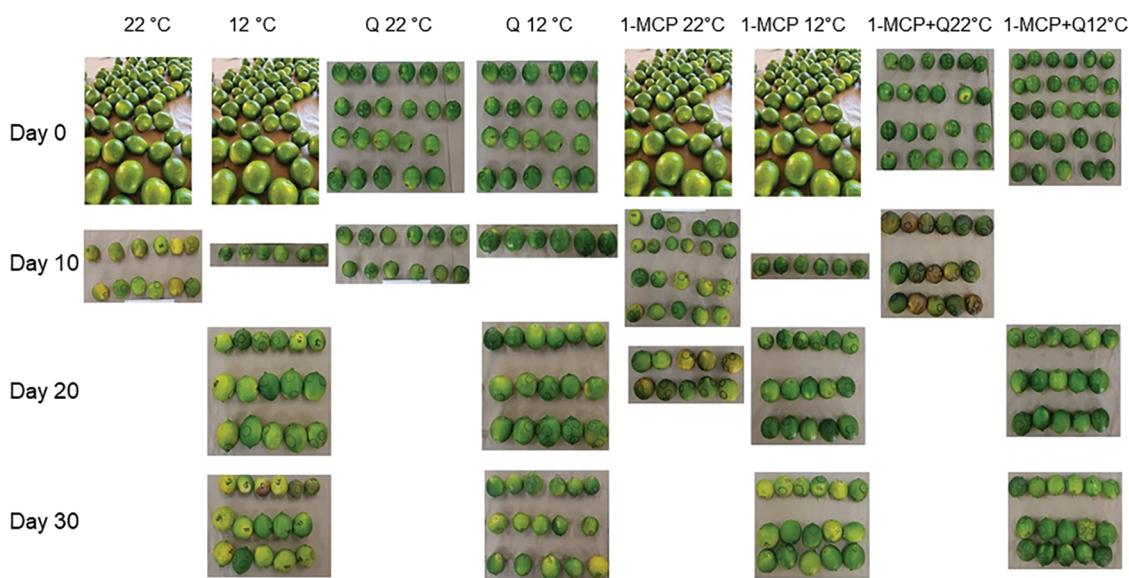 22 °C 12 °C Q 22 °C Q 12 °C 1-MCP 22°C 1-MCP 12°C 1-MCP+Q22°C 1-MCP+Q12°C
Day 0
Day 10
Day 20
Day 30